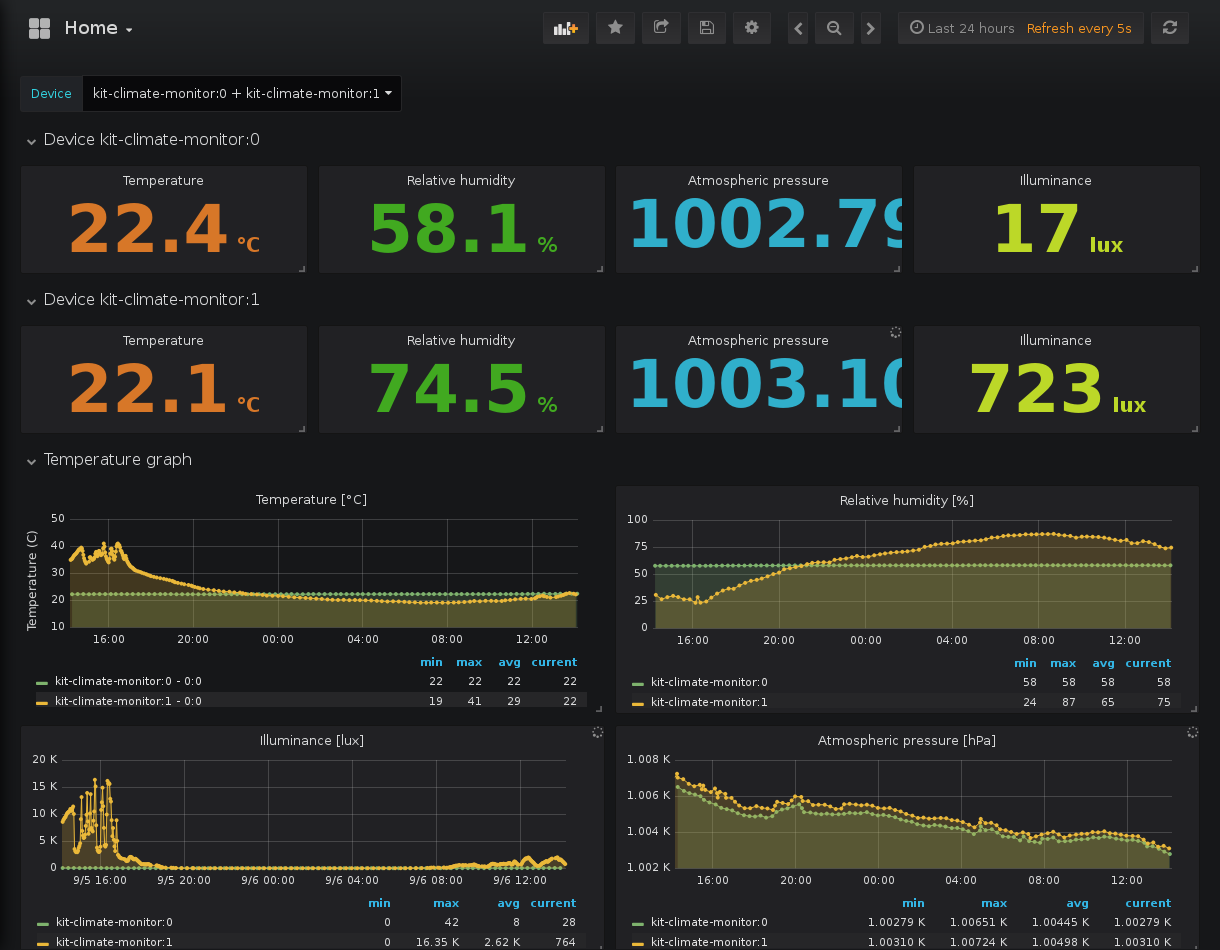 Home
Last 24 hours Refresh every 5s
Device kit-climate-monitor:0 + kit-climate-monitor:1
Device kit-climate-monitor:0
Temperature Relative humidity Atmospheric pressure Illuminance
22.4 °C 58.1 % 1002.79 17 lux
Device kit-climate-monitor:1
Temperature Relative humidity Atmospheric pressure Illuminance
22.1 °C 74.5 % 1003.10 723 lux
Temperature graph
Temperature [°C]
Temperature (C)
50
40
30
20
10
16:00 20:00 00:00 04:00 08:00 12:00
min max avg current
kit-climate-monitor:0 - 0:0 22 22 22 22
kit-climate-monitor:1 - 0:0 19 41 29 22
Relative humidity [%]
100
75
50
25
0
16:00 20:00 00:00 04:00 08:00 12:00
min max avg current
kit-climate-monitor:0 58 58 58 58
kit-climate-monitor:1 24 87 65 75
Illuminance [lux]
20 K
15 K
10 K
5 K
0
9/5 16:00 9/5 20:00 9/6 00:00 9/6 04:00 9/6 08:00 9/6 12:00
min max avg current
kit-climate-monitor:0 0 42 8 28
kit-climate-monitor:1 0 16.35 K 2.62 K 764
Atmospheric pressure [hPa]
1.008 K
1.006 K
1.004 K
1.002 K
16:00 20:00 00:00 04:00 08:00 12:00
min max avg current
kit-climate-monitor:0 1.00279 K 1.00651 K 1.00445 K 1.00279 K
kit-climate-monitor:1 1.00310 K 1.00724 K 1.00498 K 1.00310 K